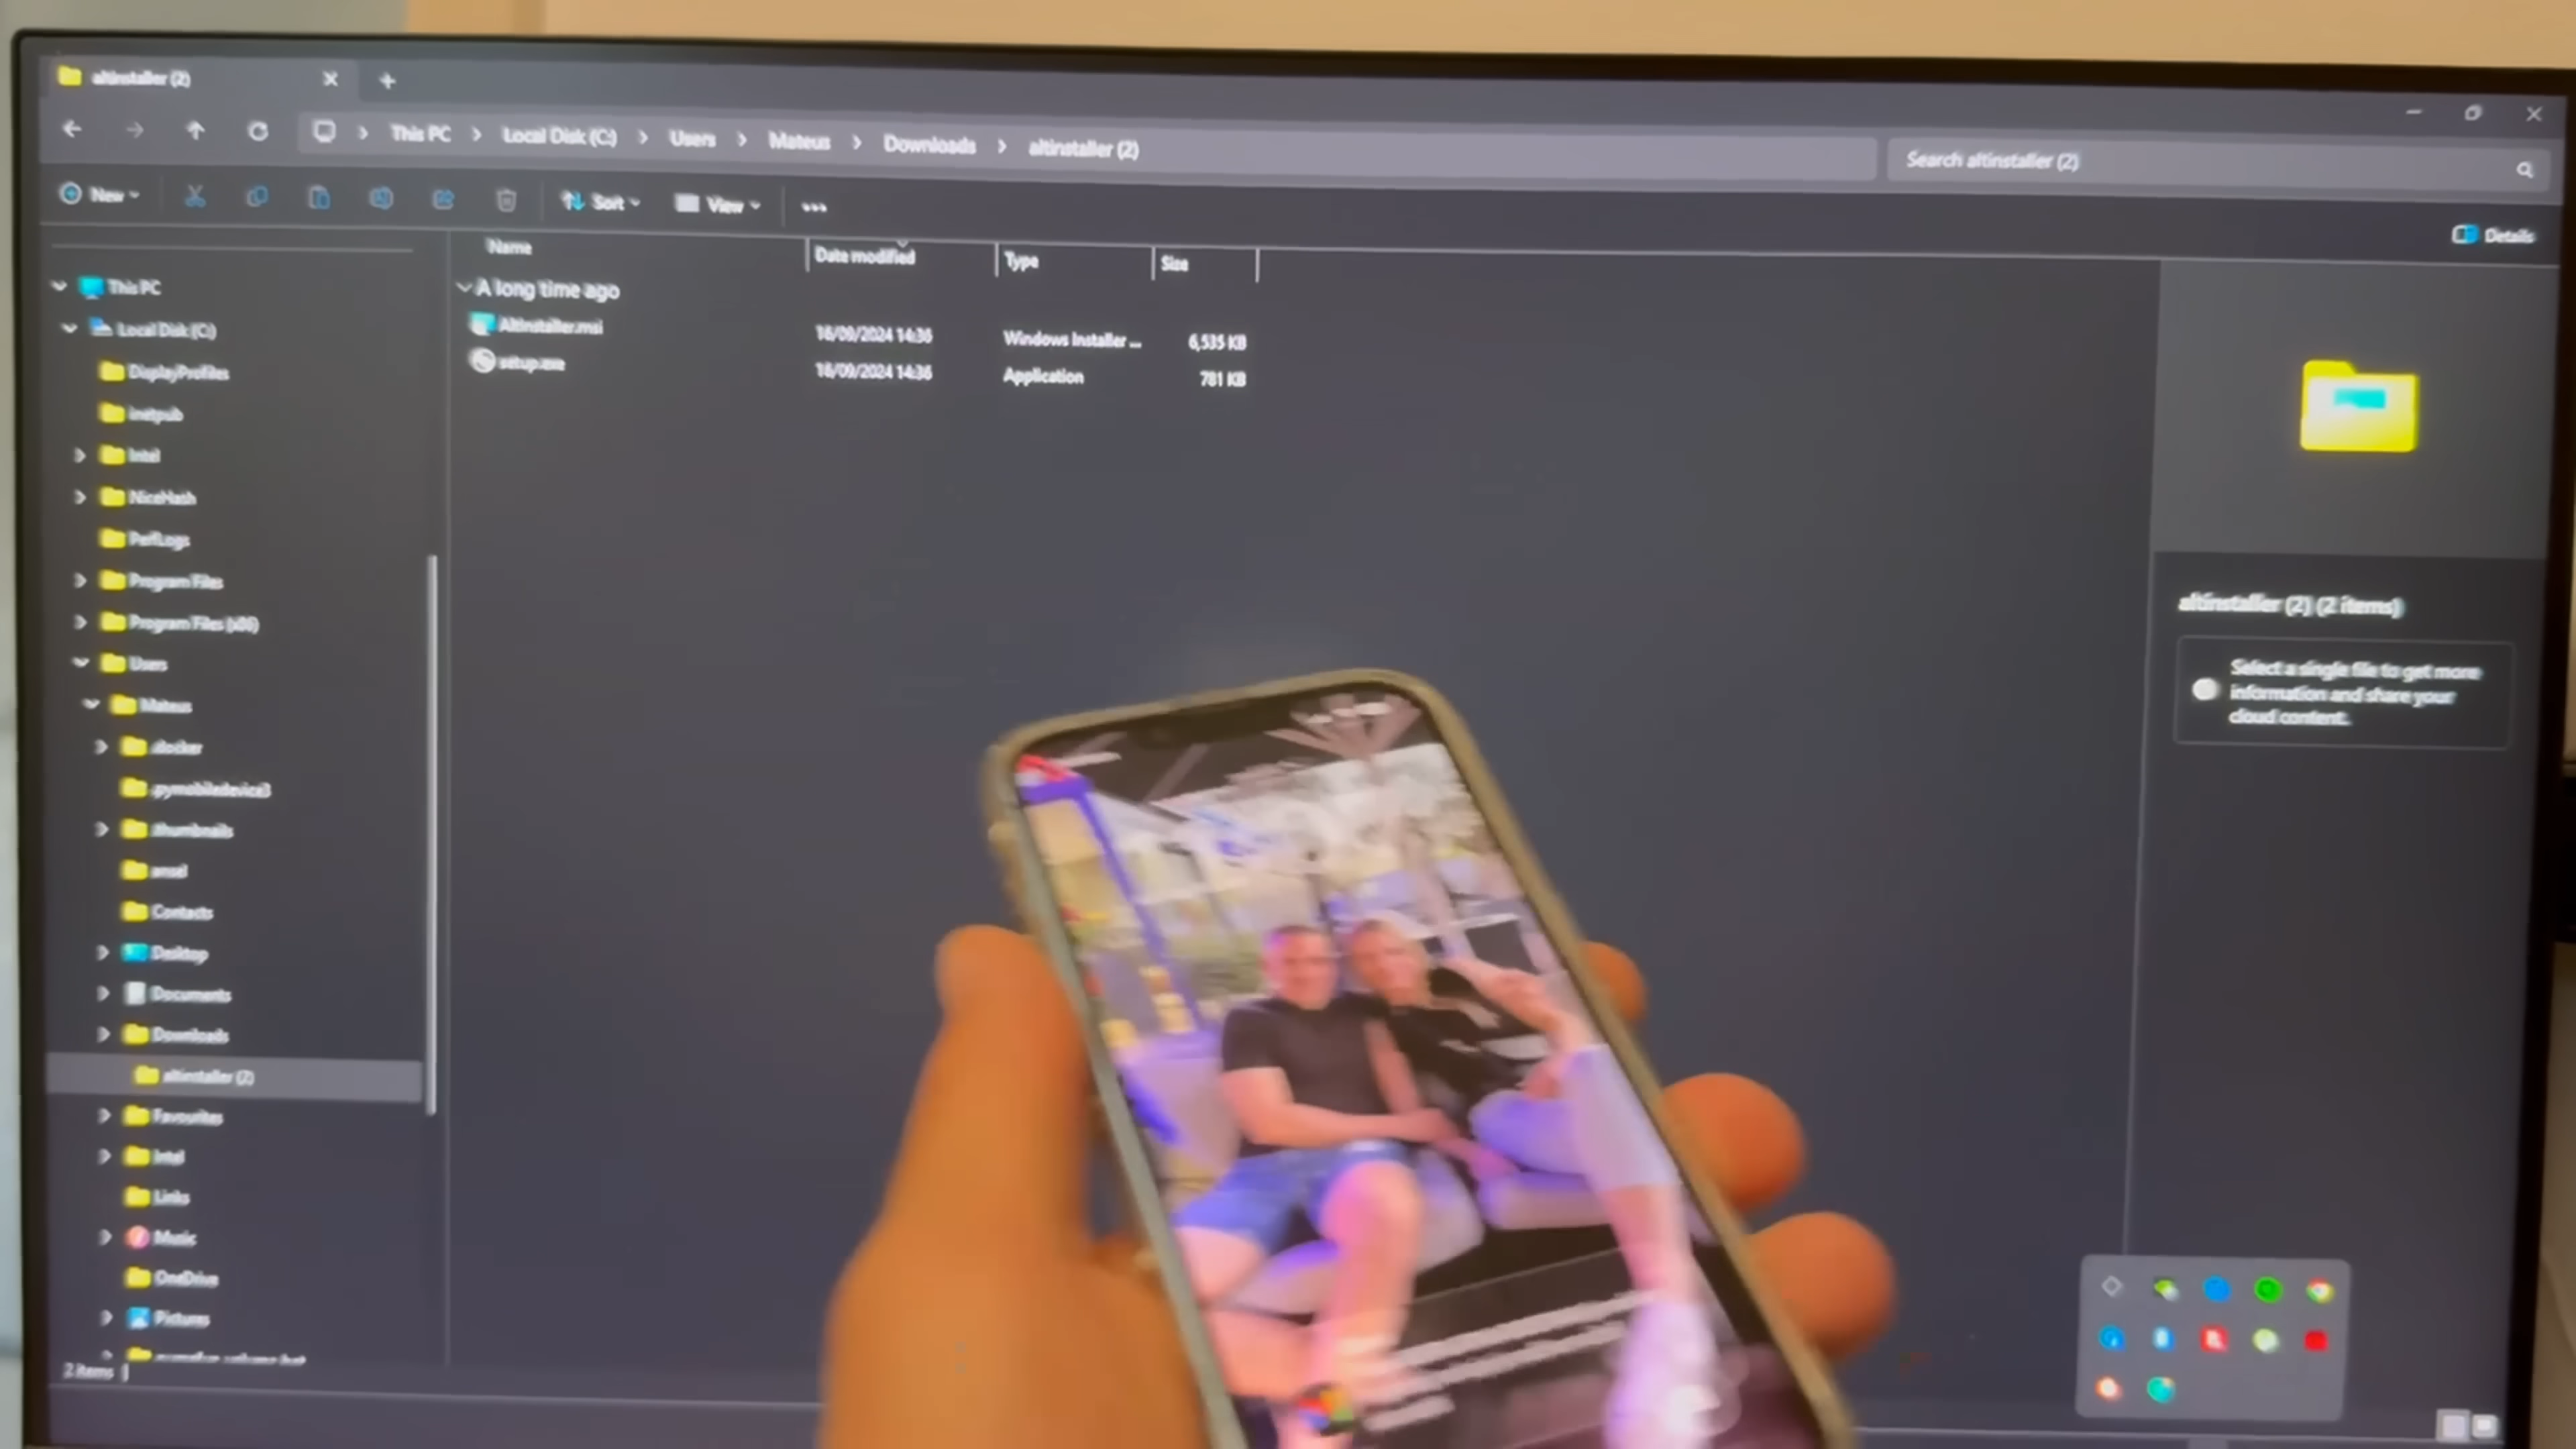 altinstaller (2)
This PC
Local Disk (C:)
Users
Mateus
Downloads
altinstaller (2)
Search altinstaller (2)
New
Sort
View
Details
Name
Date modified
Type
Size
A long time ago
AltInstaller.msi
16/09/2024 14:36
Windows Installer ...
6,535 KB
setup.exe
16/09/2024 14:36
Application
781 KB
This PC
Local Disk (C:)
DisplayProfiles
inetpub
Intel
NiceHash
PerfLogs
Program Files
Program Files (x86)
Users
Mateus
.docker
.pymobiledevice3
.thumbnails
ansel
Contacts
Desktop
Documents
Downloads
altinstaller (2)
Favourites
Intel
Links
Music
OneDrive
Pictures
2 items
altinstaller (2) (2 items)
Select a single file to get more
information and share your
cloud content.